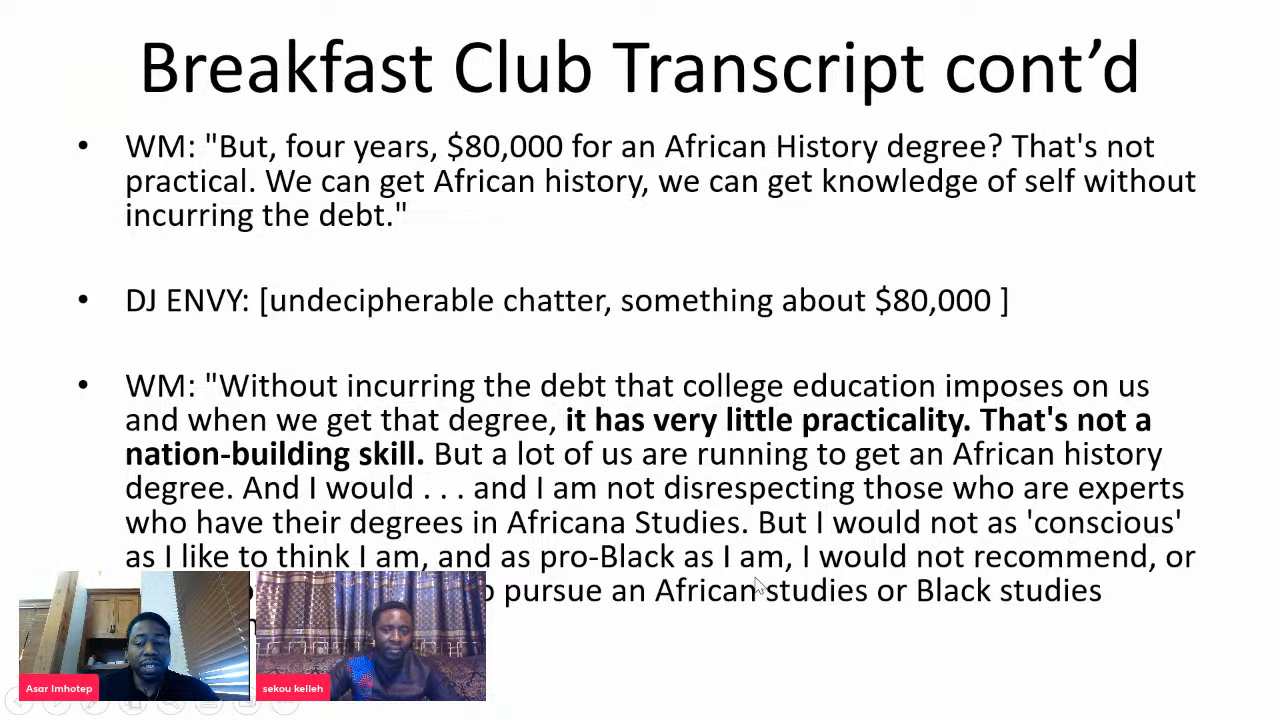 Breakfast Club Transcript cont’d
• WM: "But, four years, $80,000 for an African History degree? That's not
practical. We can get African history, we can get knowledge of self without
incurring the debt."
• DJ ENVY: [undecipherable chatter, something about $80,000 ]
• WM: "Without incurring the debt that college education imposes on us
and when we get that degree, it has very little practicality. That's not a
nation-building skill. But a lot of us are running to get an African history
degree. And I would . . . and I am not disrespecting those who are experts
who have their degrees in Africana Studies. But I would not as 'conscious'
as I like to think I am, and as pro-Black as I am, I would not recommend, or
pursue an African studies or Black studies
Asar Imhotep
sekou kelleh